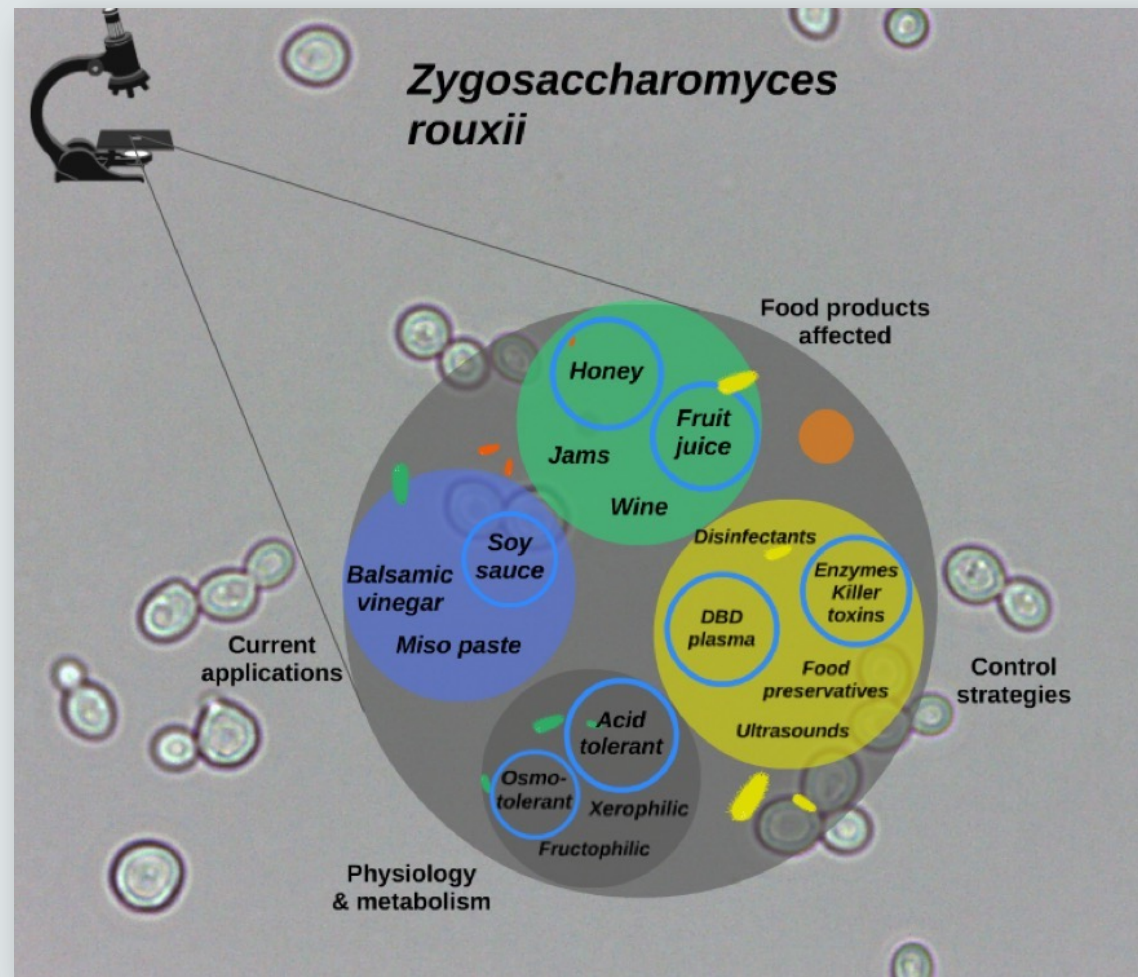 Zygosaccharomyces
rouxii
Food products
affected
Honey
Fruit
juice
Jams
Wine
Soy
sauce
Balsamic
vinegar
Miso paste
Current
applications
Disinfectants
Enzymes
Killer
toxins
DBD
plasma
Food
preservatives
Ultrasounds
Control
strategies
Acid
tolerant
Osmo-
tolerant
Xerophilic
Fructophilic
Physiology
& metabolism